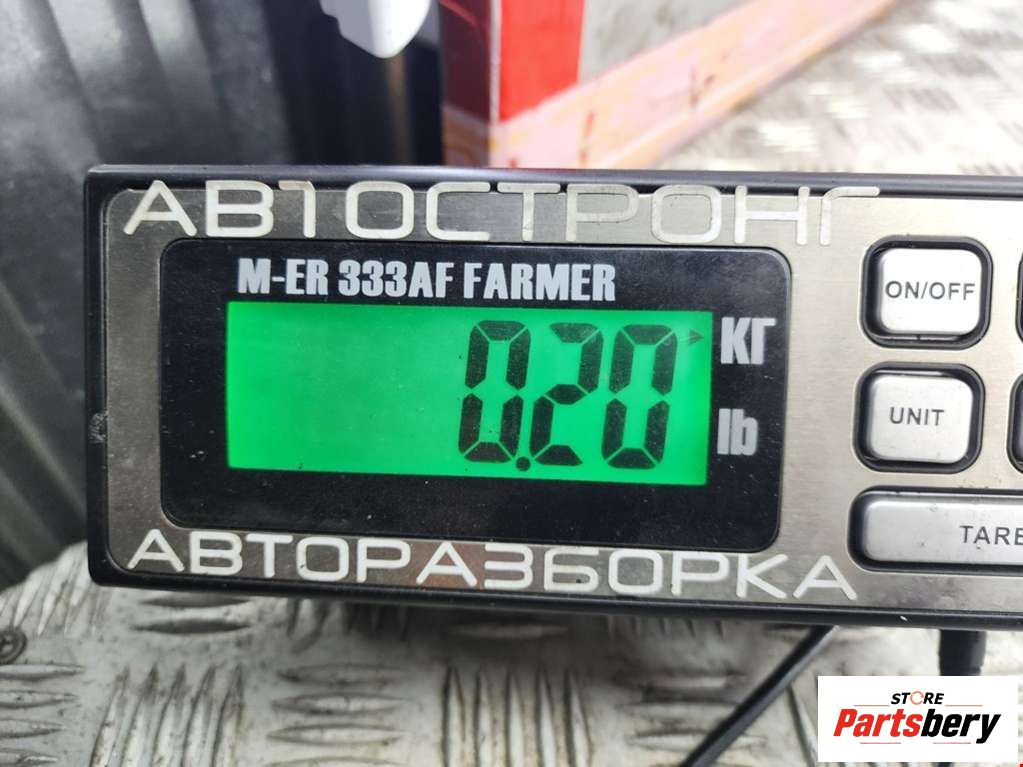 АВТОСТРОНГ
M-ER 333AF FARMER
0.20
КГ
lb
АВТОРАЗБОРКА
ON/OFF
UNIT
TARE
STORE
Partsbery